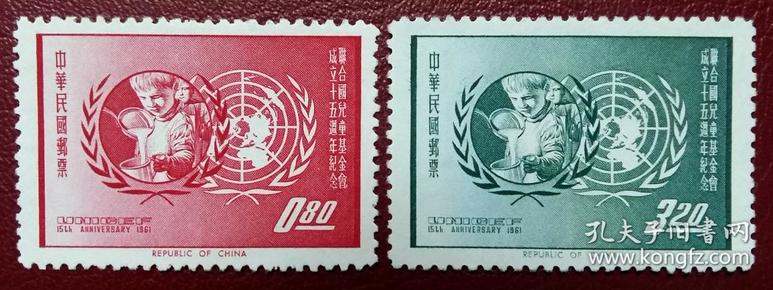 中華民國郵票
聯合國兒童基金會
成立十五週年紀念
UNICEF
15th ANNIVERSARY 1961
0.80
REPUBLIC OF CHINA
中華民國郵票
聯合國兒童基金會
成立十五週年紀念
UNICEF
15th ANNIVERSARY 1961
3.20
REPUBLIC OF
孔夫子旧书网
www.kongfz.com